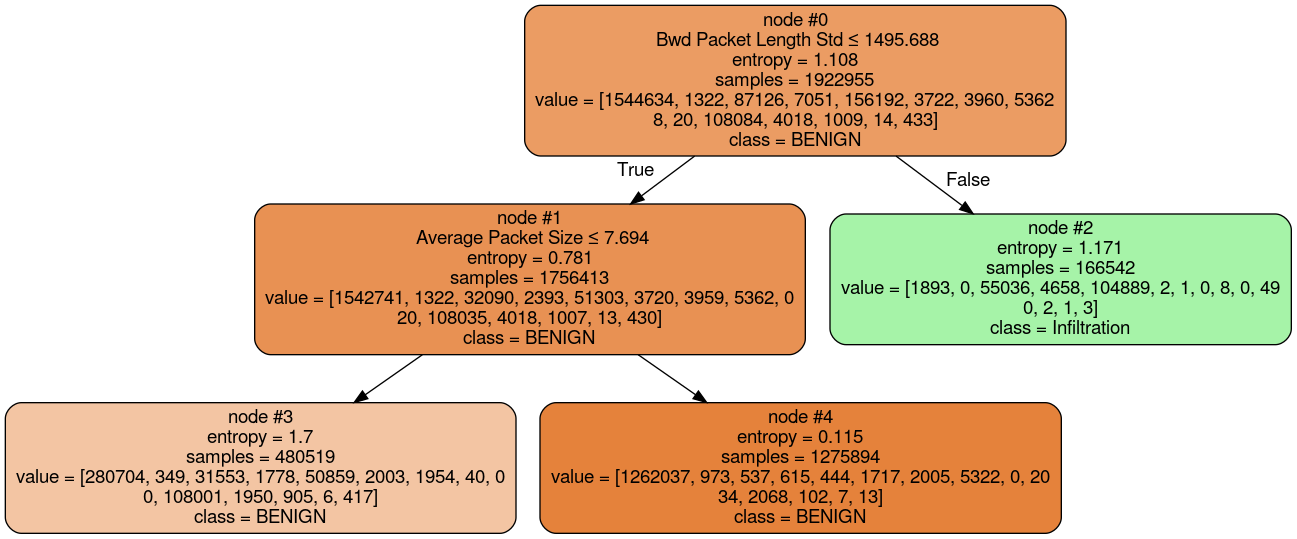 node #0
Bwd Packet Length Std ≤ 1495.688
entropy = 1.108
samples = 1922955
value = [1544634, 1322, 87126, 7051, 156192, 3722, 3960, 5362
8, 20, 108084, 4018, 1009, 14, 433]
class = BENIGN
True
False
node #1
Average Packet Size ≤ 7.694
entropy = 0.781
samples = 1756413
value = [1542741, 1322, 32090, 2393, 51303, 3720, 3959, 5362, 0
20, 108035, 4018, 1007, 13, 430]
class = BENIGN
node #2
entropy = 1.171
samples = 166542
value = [1893, 0, 55036, 4658, 104889, 2, 1, 0, 8, 0, 49
0, 2, 1, 3]
class = Infiltration
node #3
entropy = 1.7
samples = 480519
value = [280704, 349, 31553, 1778, 50859, 2003, 1954, 40, 0
0, 108001, 1950, 905, 6, 417]
class = BENIGN
node #4
entropy = 0.115
samples = 1275894
value = [1262037, 973, 537, 615, 444, 1717, 2005, 5322, 0, 20
34, 2068, 102, 7, 13]
class = BENIGN